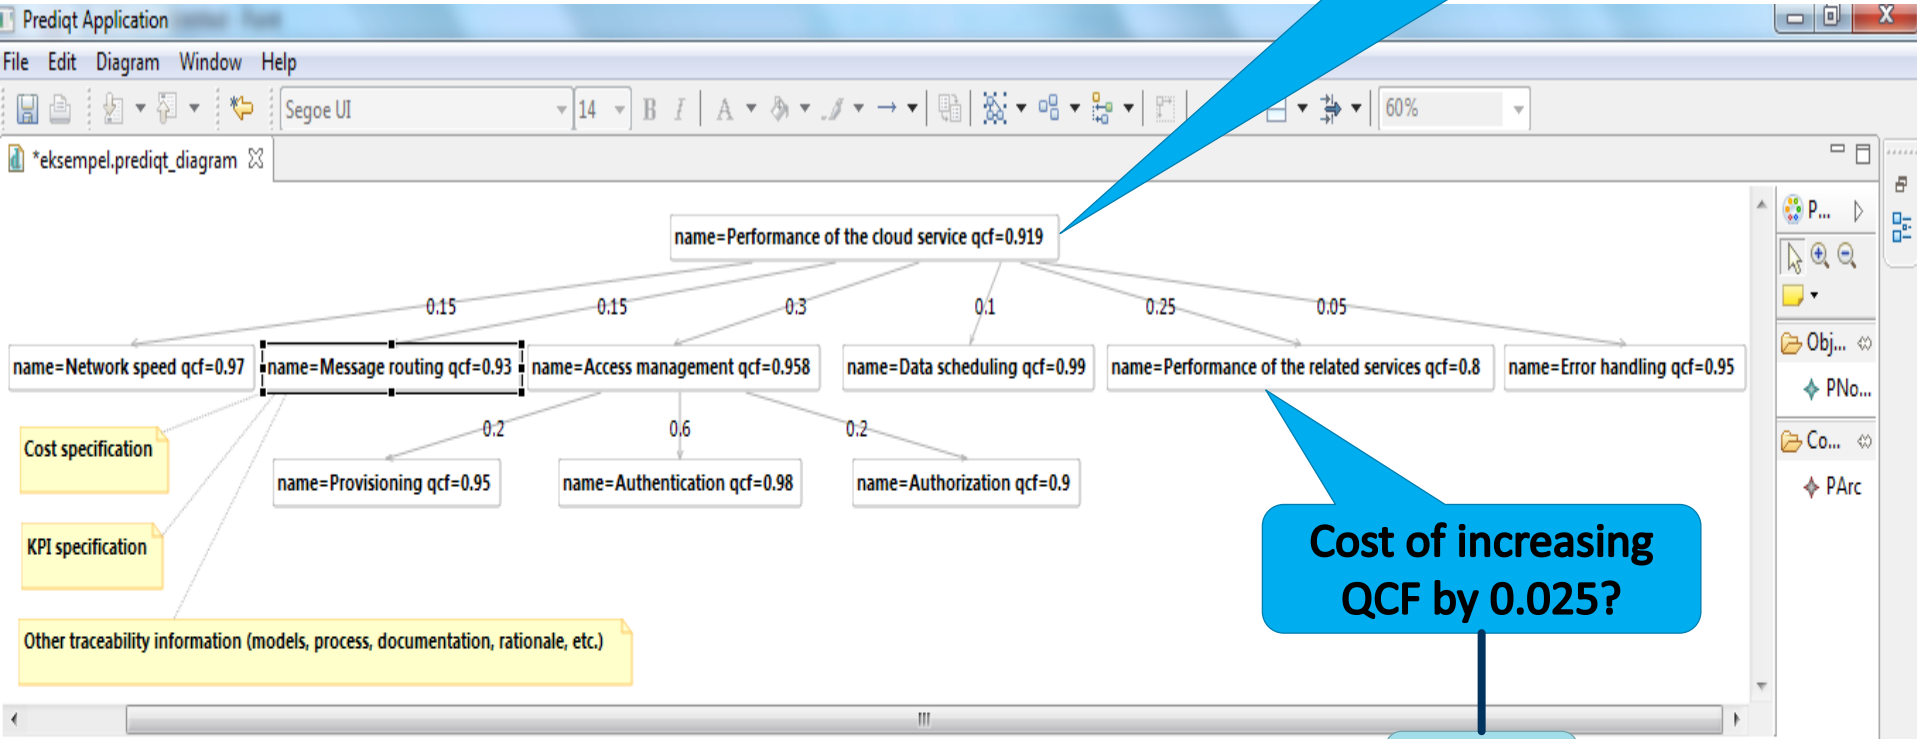 Prediqt Application
File Edit Diagram Window Help
Segoe UI 14 B I A 60%
*eksempel.prediqt_diagram
P...
name=Performance of the cloud service qcf=0.919
0.15 0.15 0.3 0.1 0.25 0.05
name=Network speed qcf=0.97 name=Message routing qcf=0.93 name=Access management qcf=0.958 name=Data scheduling qcf=0.99 name=Performance of the related services qcf=0.8 name=Error handling qcf=0.95
Obj...
PNo...
0.2 0.6 0.2
Co...
Cost specification
name=Provisioning qcf=0.95 name=Authentication qcf=0.98 name=Authorization qcf=0.9
PArc
KPI specification
Cost of increasing
QCF by 0.025?
Other traceability information (models, process, documentation, rationale, etc.)